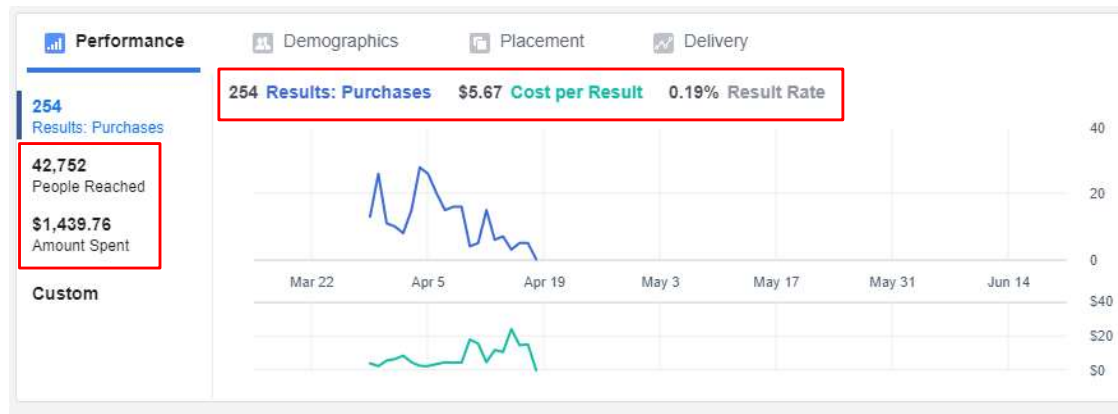 Performance Demographics Placement Delivery
254
Results: Purchases
42,752
People Reached
$1,439.76
Amount Spent
Custom
254 Results: Purchases $5.67 Cost per Result 0.19% Result Rate
40
20
0
Mar 22 Apr 5 Apr 19 May 3 May 17 May 31 Jun 14
$40
$20
$0